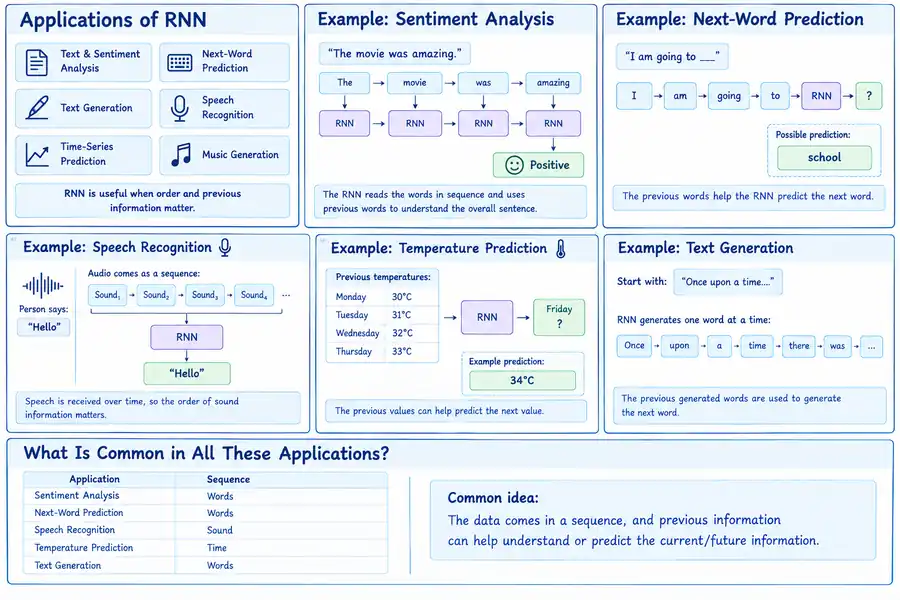 Applications of RNN
Text & Sentiment
Analysis
Next-Word
Prediction
Text Generation
Speech
Recognition
Time-Series
Prediction
Music Generation
RNN is useful when order and previous
information matter.
Example: Sentiment Analysis
"The movie was amazing."
The movie was amazing
RNN RNN RNN RNN
Positive
The RNN reads the words in sequence and uses
previous words to understand the overall sentence.
Example: Next-Word Prediction
"I am going to ___"
I am going to RNN ?
Possible prediction:
school
The previous words help the RNN predict the next word.
Example: Speech Recognition
Person says:
"Hello"
Audio comes as a sequence:
Sound₁ Sound₂ Sound₃ Sound₄ ...
RNN
"Hello"
Speech is received over time, so the order of sound
information matters.
Example: Temperature Prediction
Previous temperatures:
Monday 30°C
Tuesday 31°C
Wednesday 32°C
Thursday 33°C
RNN
Friday
?
Example prediction:
34°C
The previous values can help predict the next value.
Example: Text Generation
Start with: "Once upon a time...."
RNN generates one word at a time:
Once upon a time there was ...
The previous generated words are used to generate
the next word.
What Is Common in All These Applications?
Application Sequence
Sentiment Analysis Words
Next-Word Prediction Words
Speech Recognition Sound
Temperature Prediction Time
Text Generation Words
Common idea:
The data comes in a sequence, and previous information
can help understand or predict the current/future information.